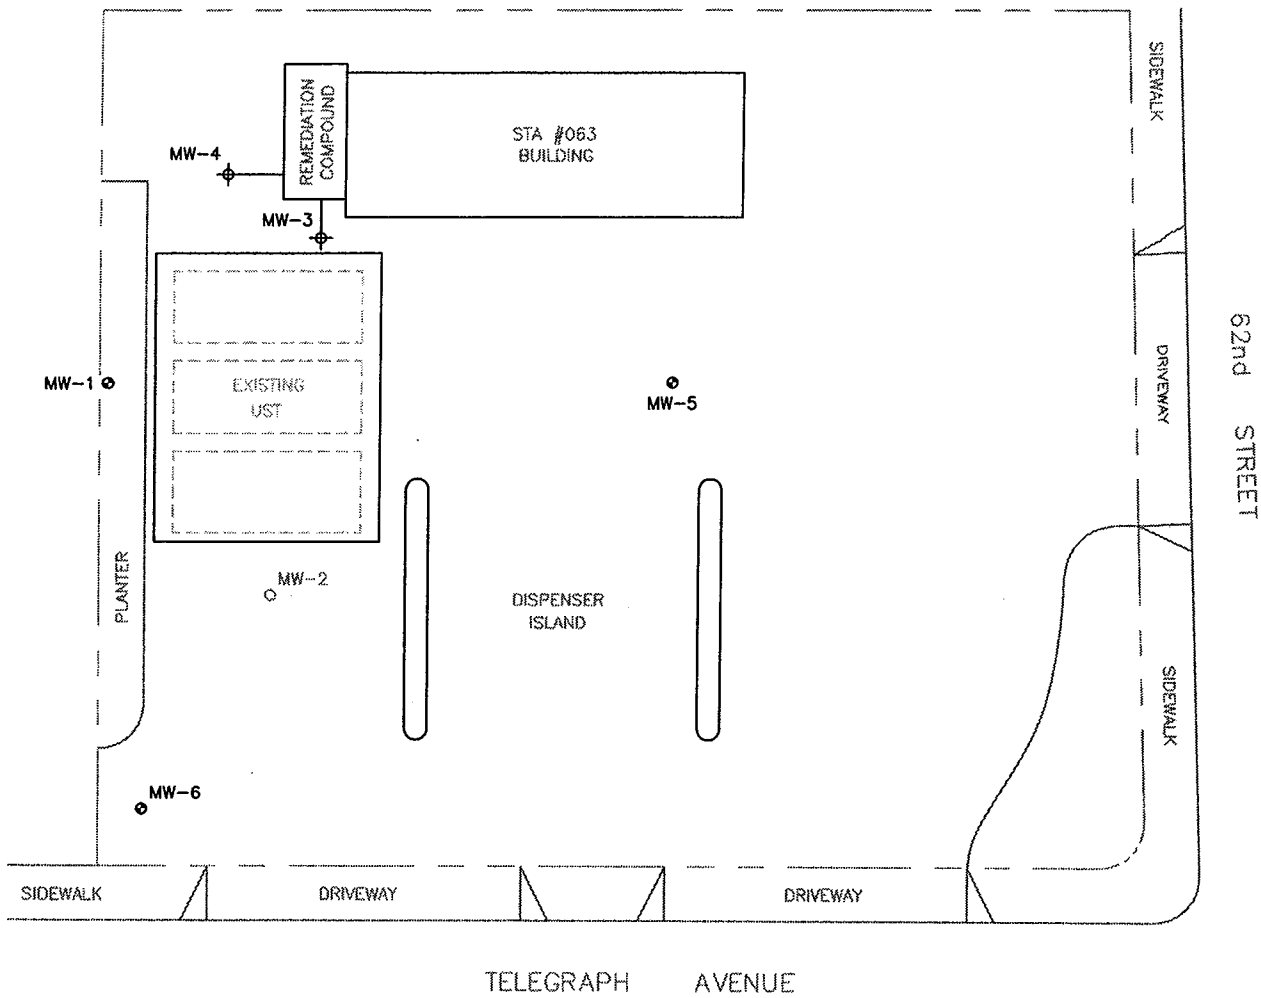 SIDEWALK
REMEDIATION
COMPOUND
STA #063
BUILDING
MW-4
MW-3
62nd STREET
DRIVEWAY
MW-1
EXISTING
UST
MW-5
PLANTER
MW-2
DISPENSER
ISLAND
SIDEWALK
MW-6
SIDEWALK
DRIVEWAY
DRIVEWAY
TELEGRAPH AVENUE